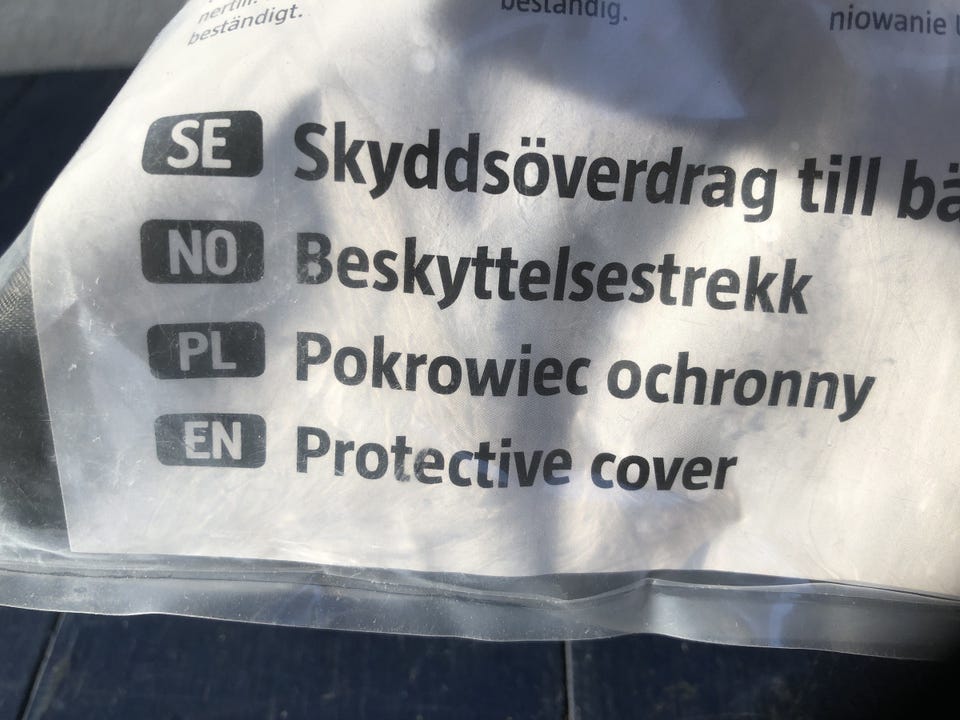 nertill.
beständigt.
beständig.
niowanie
SE Skyddsöverdrag till
NO Beskyttelsestrekk
PL Pokrowiec ochronny
EN Protective cover